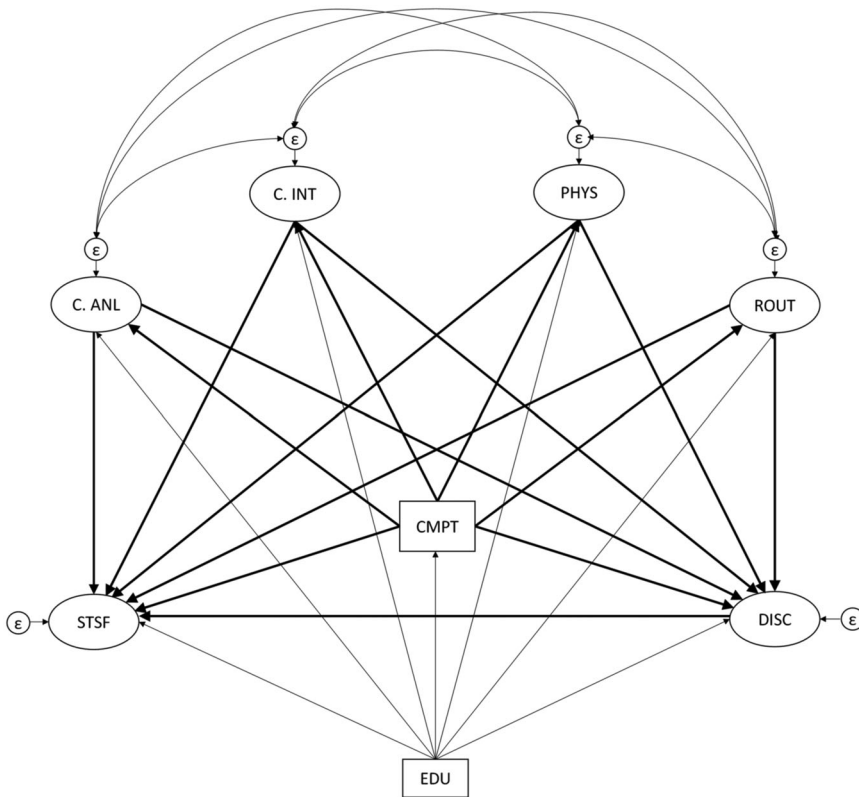 ε ε
C. INT PHYS
ε ε
C. ANL ROUT
CMPT
ε STSF DISC ε
EDU